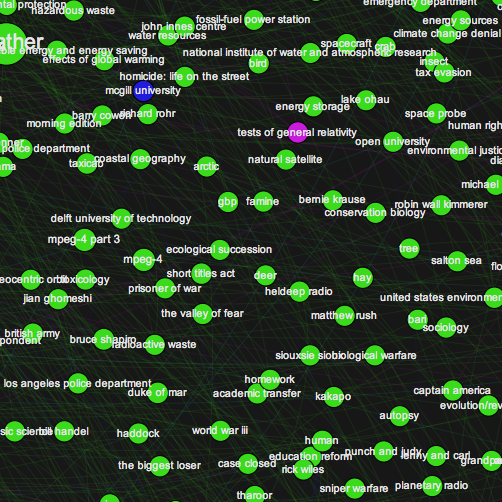 hazardous waste
emergency department
john innes centre
fossil-fuel power station
energy sources
water resources
climate change denial
ather
energy and energy saving
national institute of water and atmospheric research
spacecraft
crab
effects of global warming
bird
insect
homicide: life on the street
tax evasion
mcgill university
lake ohau
energy storage
barry cowen
richard rohr
space probe
morning edition
human righ
tests of general relativity
open university
police department
environmental justic
taxicab
coastal geography
natural satellite
arctic
michael
bernie krause
gbp
famine
robin wall kimmerer
conservation biology
delft university of technology
mpeg-4 part 3
ecological succession
tree
mpeg-4
salton sea
short titles act
deer
hay
toxicology
prisoner of war
heldeep radio
jian ghomeshi
united states environmen
the valley of fear
matthew rush
ban
sociology
british army
bruce shapiro
radioactive waste
siouxsie sio
biological warfare
los angeles police department
homework
duke of mar
academic transfer
captain america
kakapo
evolution/rev
autopsy
world war iii
haddock
human
punch and judy
lenny and carl
education reform
the biggest loser
case closed
rick wiles
sniper warfare
planetary radio
tharoor